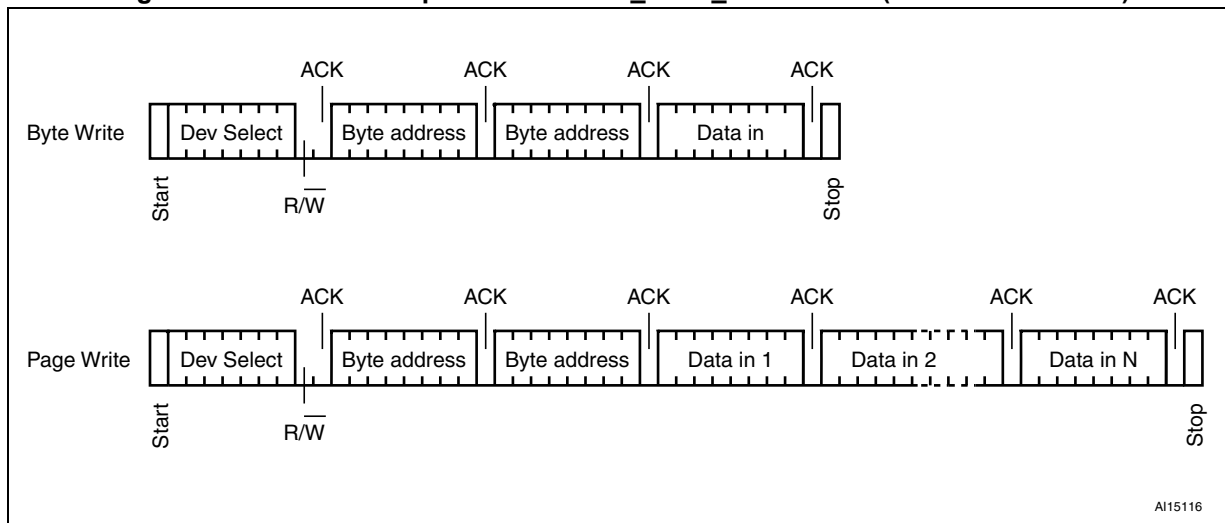 ACK ACK ACK ACK
Byte Write Dev Select Byte address Byte address Data in
Start R/W Stop
ACK ACK ACK ACK ACK ACK
Page Write Dev Select Byte address Byte address Data in 1 Data in 2 Data in N
Start R/W Stop
AI15116